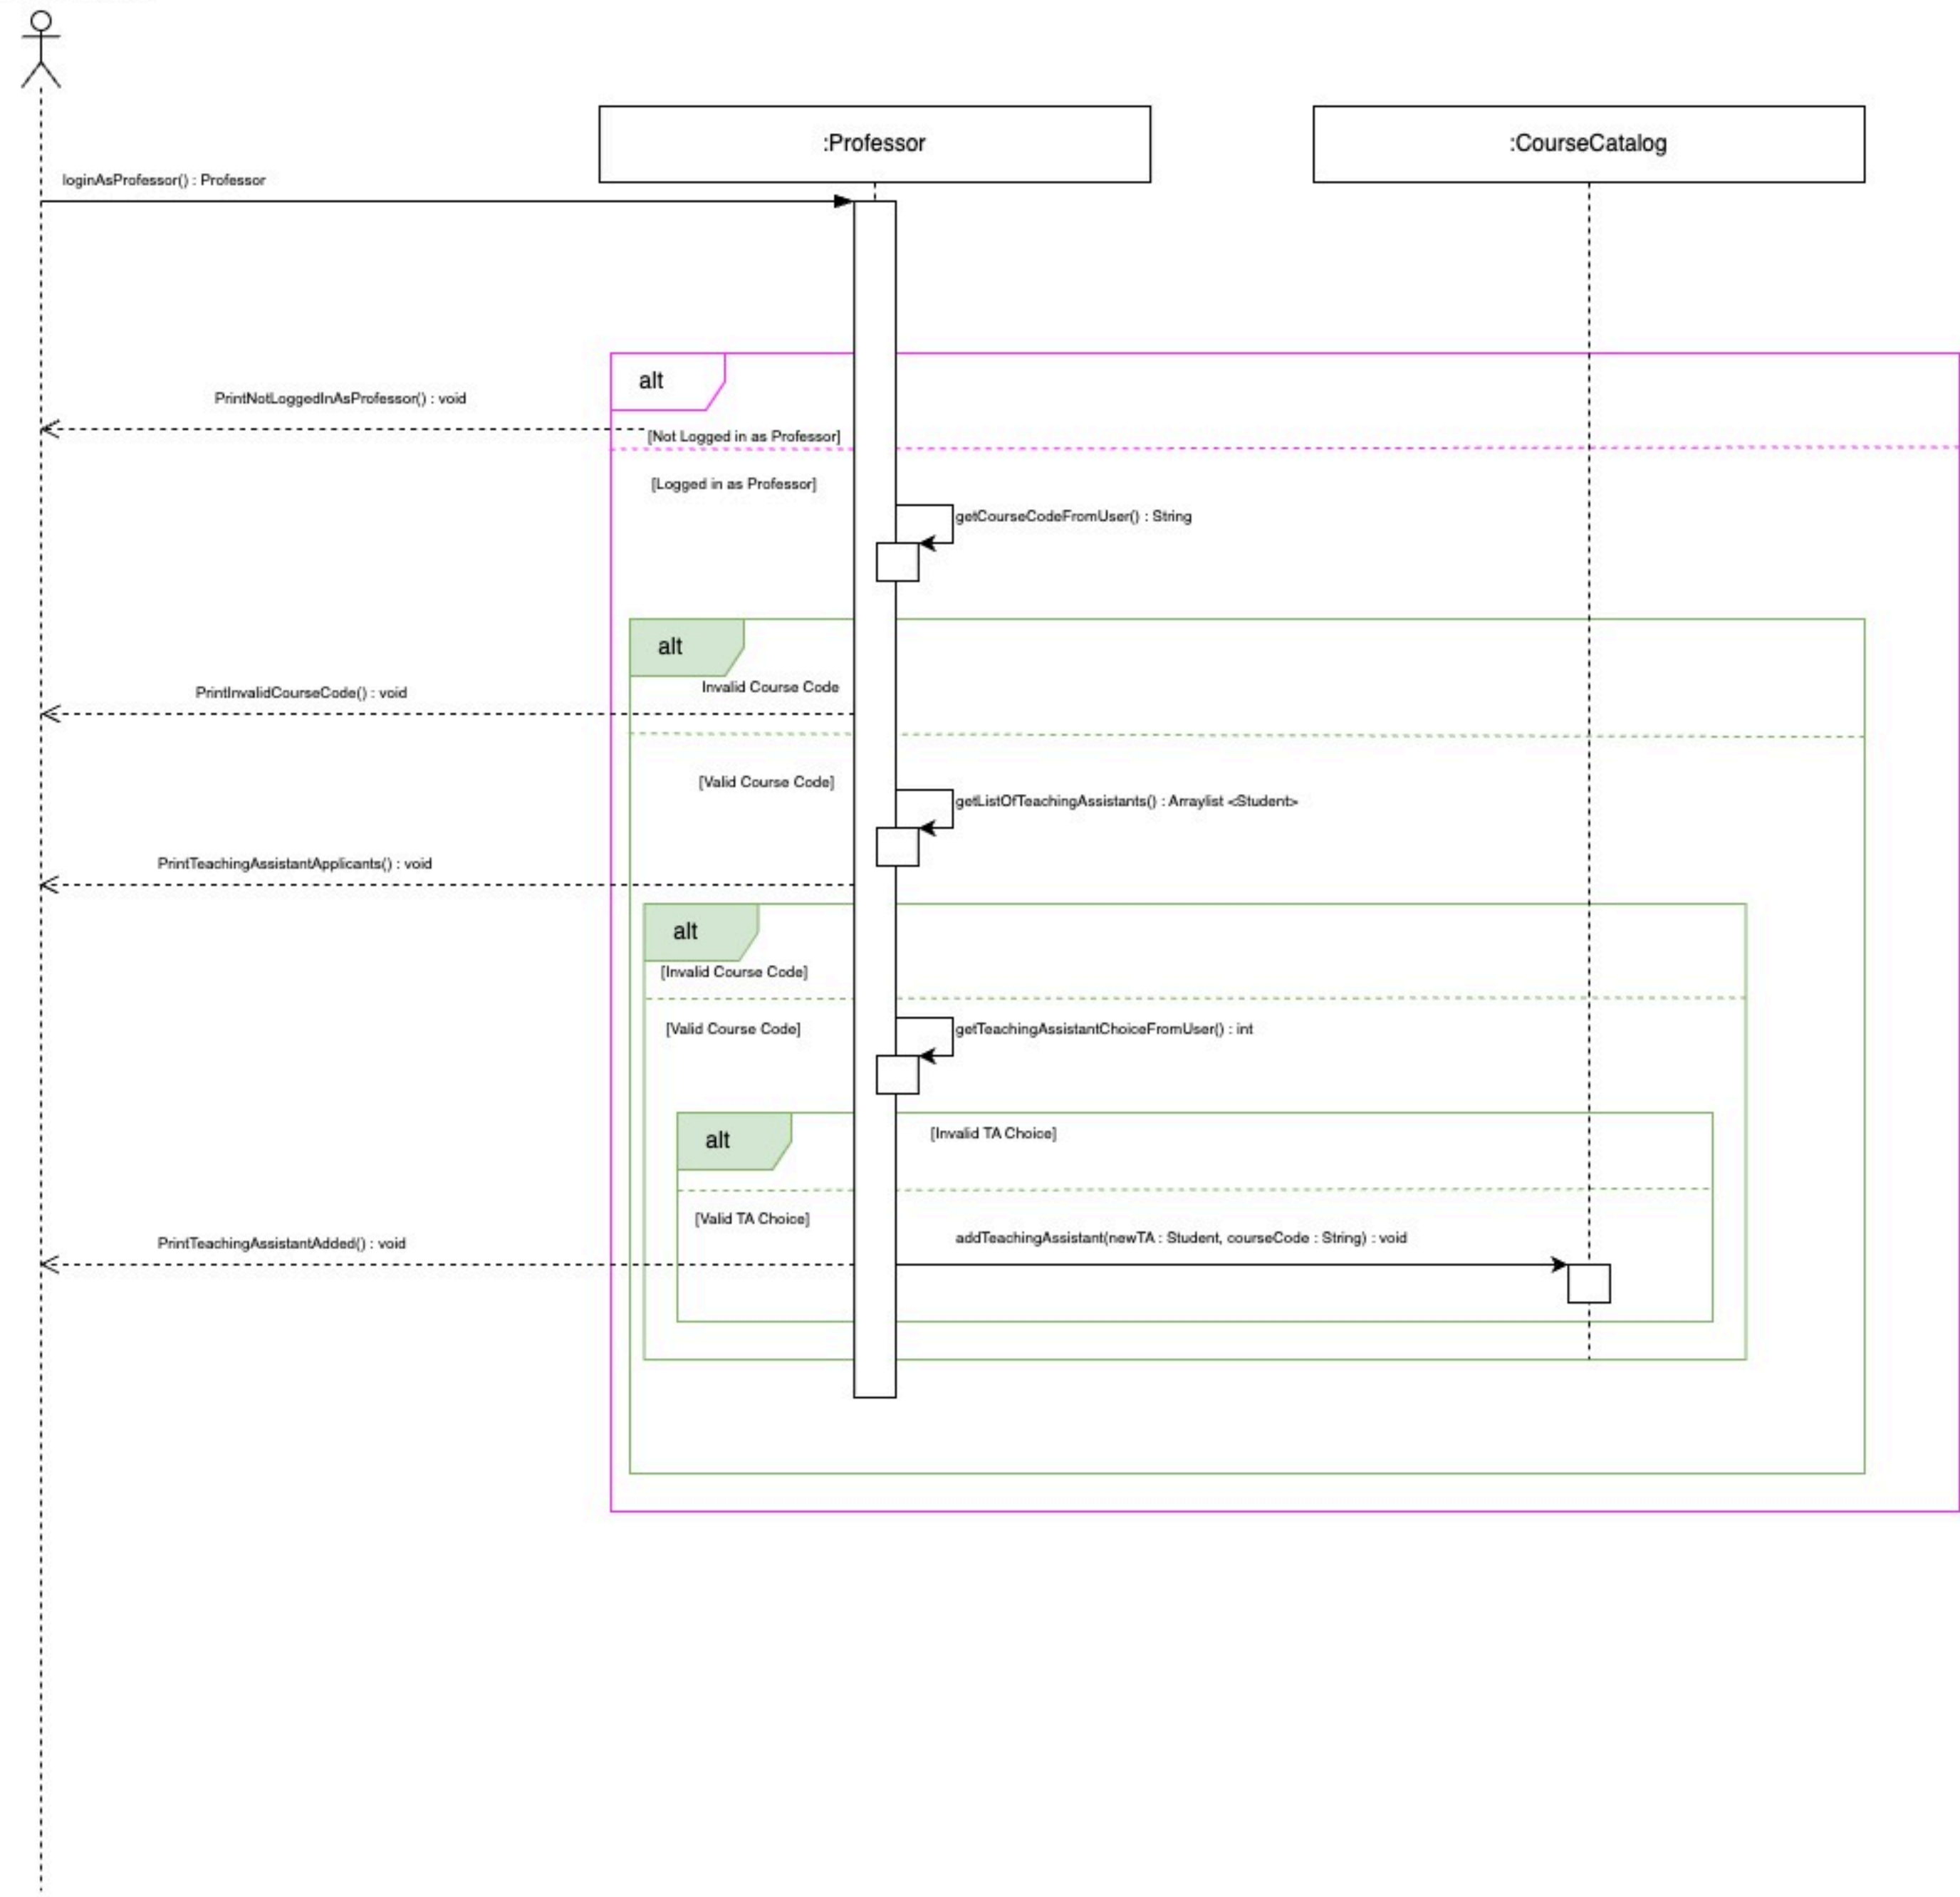 :Professor
:CourseCatalog
loginAsProfessor() : Professor
alt
PrintNotLoggedInAsProfessor() : void
[Not Logged in as Professor]
[Logged in as Professor]
getCourseCodeFromUser() : String
alt
PrintInvalidCourseCode() : void
Invalid Course Code
[Valid Course Code]
getListOfTeachingAssistants() : Arraylist <Student>
PrintTeachingAssistantApplicants() : void
alt
[Invalid Course Code]
[Valid Course Code]
getTeachingAssistantChoiceFromUser() : int
alt
[Invalid TA Choice]
[Valid TA Choice]
PrintTeachingAssistantAdded() : void
addTeachingAssistant(newTA : Student, courseCode : String) : void